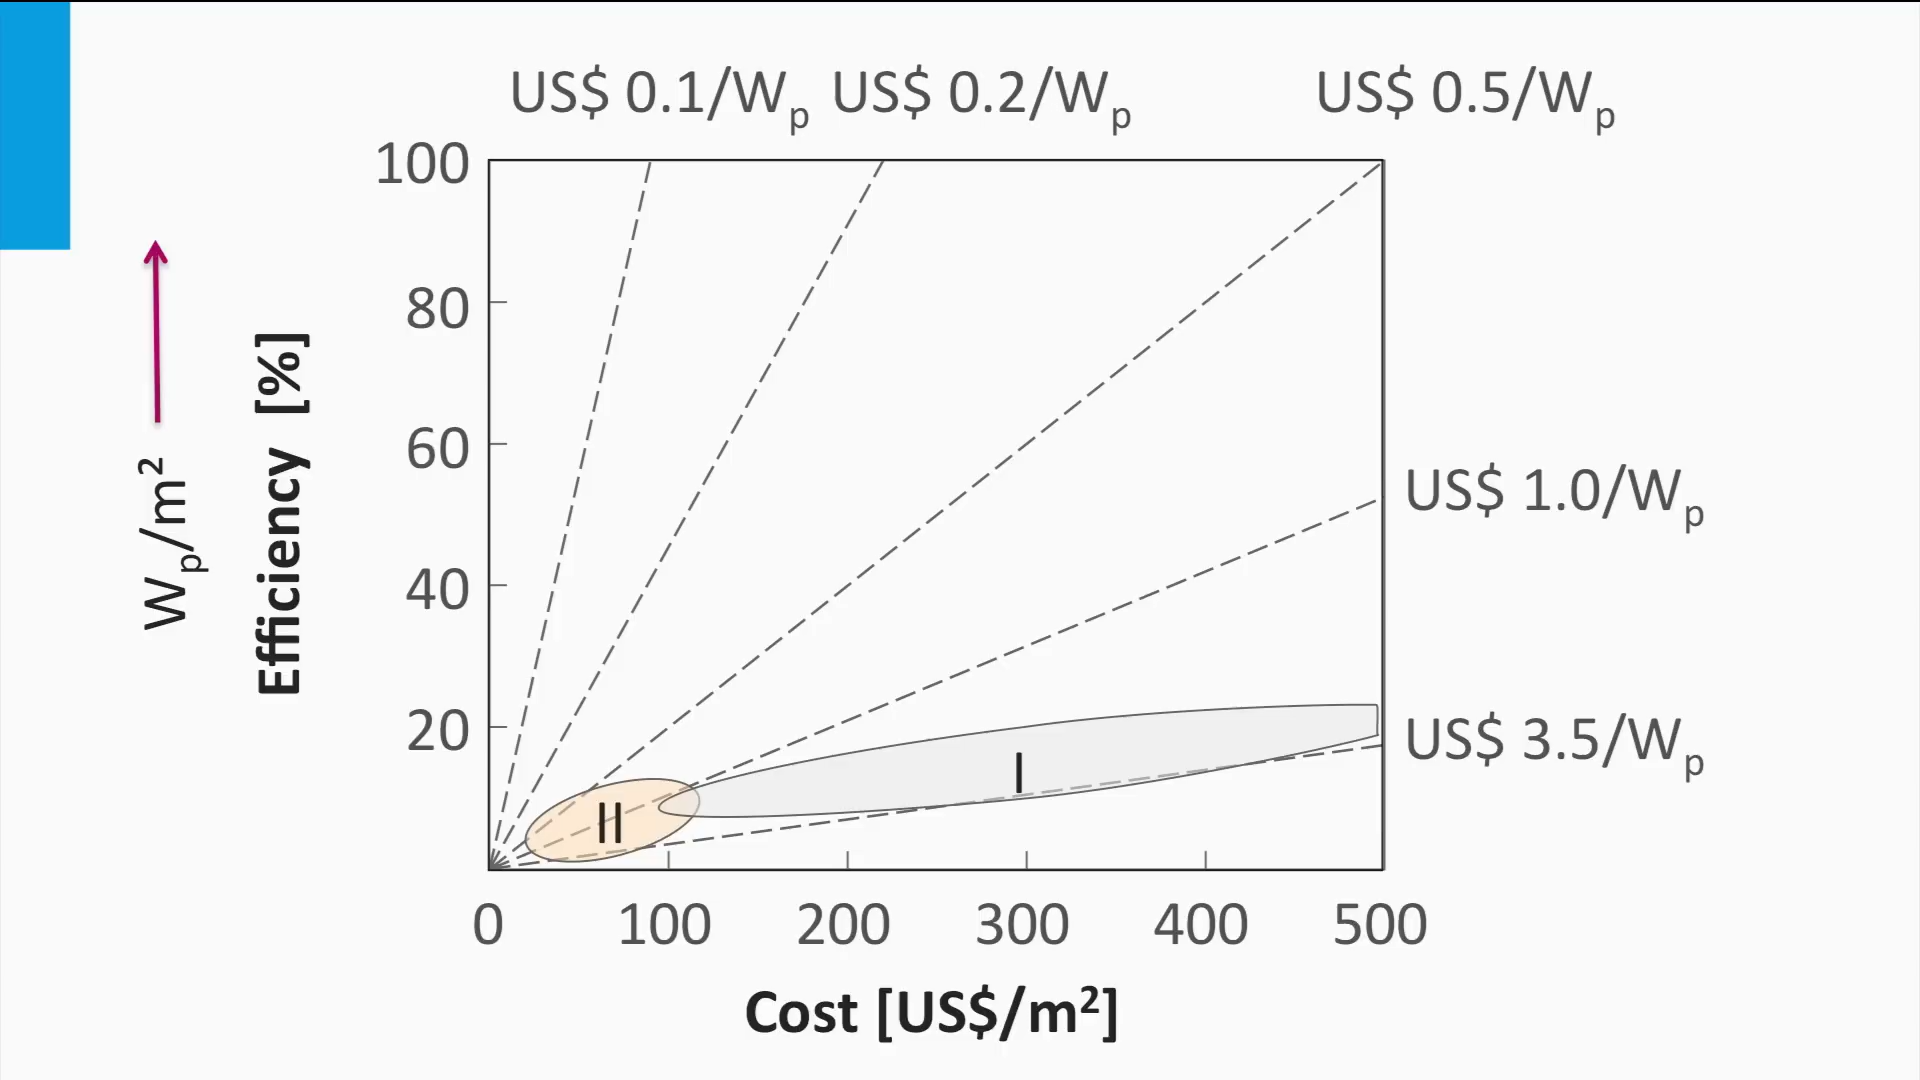 US$ 0.1/Wp US$ 0.2/Wp US$ 0.5/Wp
100
80
60
40
20
US$ 1.0/Wp
US$ 3.5/Wp
Wp/m²
Efficiency [%]
I
II
0 100 200 300 400 500
Cost [US$/m²]